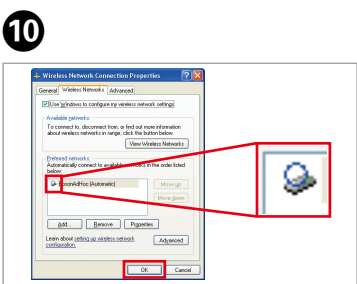 10
Wireless Network Connection Properties
General Wireless Networks Advanced
Use Windows to configure my wireless network settings
Available networks
To connect to, disconnect from, or find out more information
about wireless networks in range, click the button below.
View Wireless Networks
Preferred networks
Automatically connect to available networks in the order listed
below:
EpsonAdHoc (Automatic)
Move up
Move down
Add... Remove Properties
Learn about setting up wireless network
configuration.
Advanced
OK Cancel